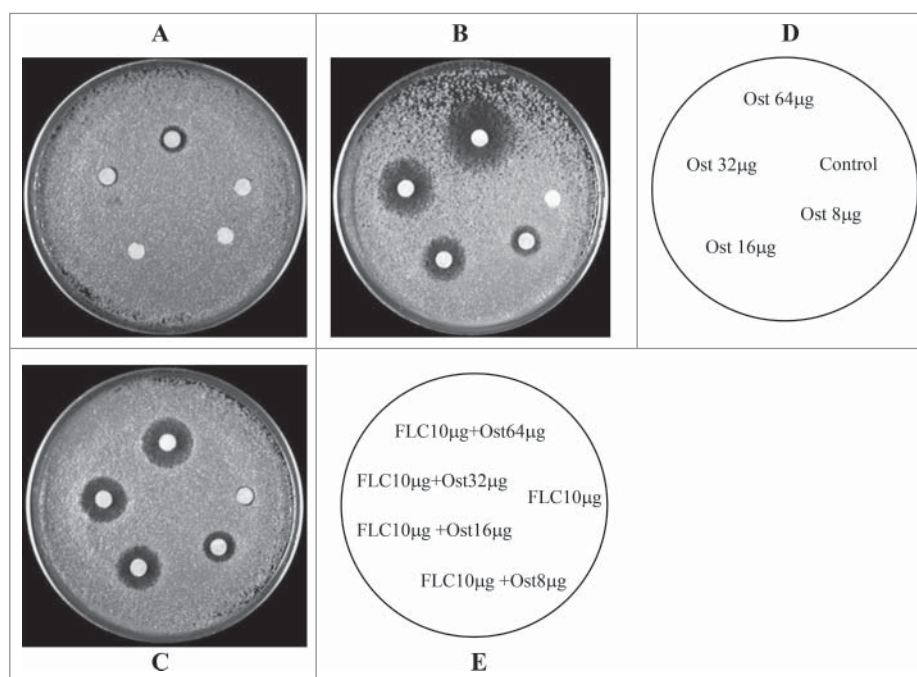 A
B
D
Ost 64µg
Ost 32µg
Control
Ost 8µg
Ost 16µg
FLC10µg+Ost64µg
FLC10µg+Ost32µg
FLC10µg
FLC10µg +Ost16µg
FLC10µg +Ost8µg
C
E